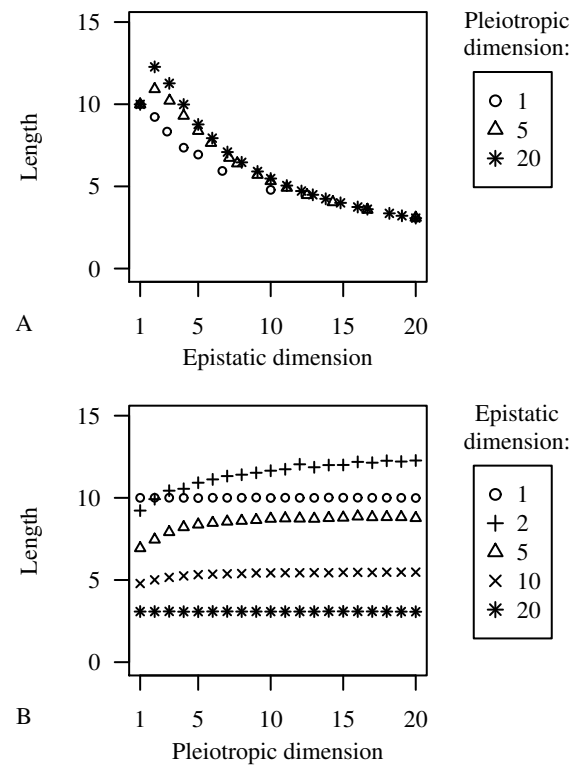 15
10
5
0
Length
1 5 10 15 20
Epistatic dimension
A
Pleiotropic
dimension:
1
5
20
15
10
5
0
Length
1 5 10 15 20
Pleiotropic dimension
B
Epistatic
dimension:
1
2
5
10
20